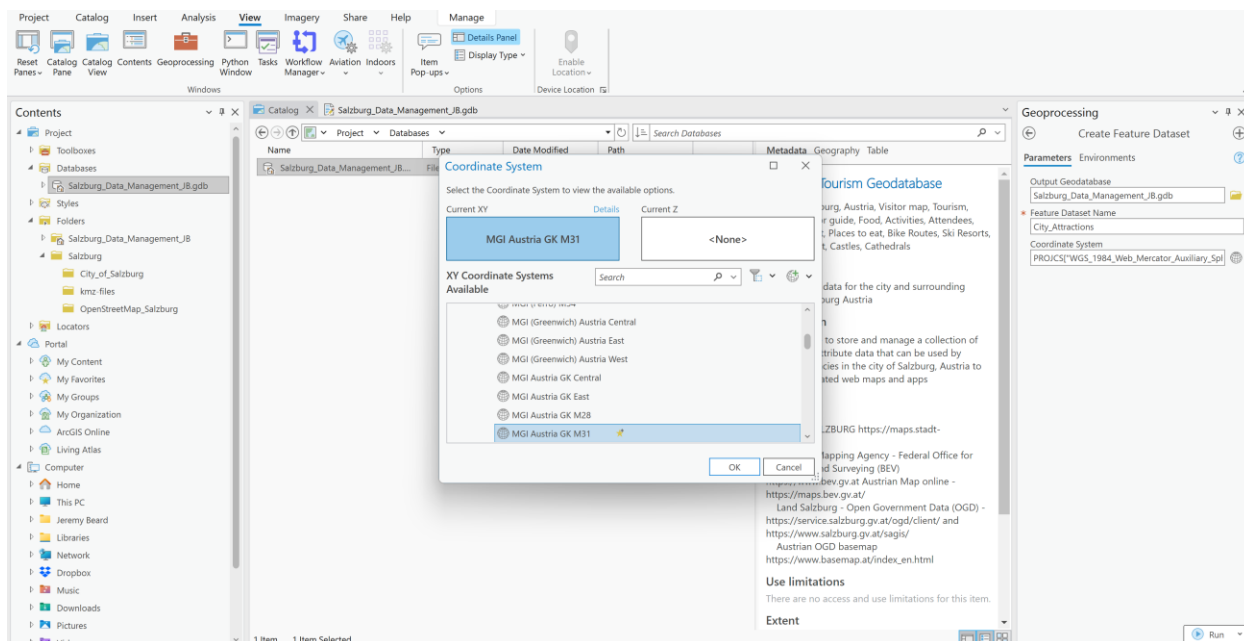 Project Catalog Insert Analysis View Imagery Share Help Manage
Reset Panes Catalog Pane Catalog View Contents Geoprocessing Python Window Tasks Workflow Manager Aviation Indoors Item Pop-ups Details Panel Display Type Enable Location
Windows Options Device Location
Contents
Project
Toolboxes
Databases
Salzburg_Data_Management_JB.gdb
Styles
Folders
Salzburg_Data_Management_JB
Salzburg
City_of_Salzburg
kmz-files
OpenStreetMap_Salzburg
Locators
Portal
My Content
My Favorites
My Groups
My Organization
ArcGIS Online
Living Atlas
Computer
Home
This PC
Jeremy Beard
Libraries
Network
Dropbox
Music
Downloads
Pictures
Catalog Salzburg_Data_Management_JB.gdb
Project Databases Search Databases
Name Type Date Modified Path
Salzburg_Data_Management_JB.... File
1 Item 1 Item Selected
Coordinate System
Select the Coordinate System to view the available options.
Current XY Details Current Z
MGI Austria GK M31 <None>
XY Coordinate Systems Available
Search
MGI (Ferro) M34
MGI (Greenwich) Austria Central
MGI (Greenwich) Austria East
MGI (Greenwich) Austria West
MGI Austria GK Central
MGI Austria GK East
MGI Austria GK M28
MGI Austria GK M31
OK Cancel
Metadata Geography Table
Tourism Geodatabase
burg, Austria, Visitor map, Tourism,
r guide, Food, Activities, Attendees,
, Places to eat, Bike Routes, Ski Resorts,
t, Castles, Cathedrals
data for the city and surrounding
burg Austria
n
to store and manage a collection of
ttribute data that can be used by
cies in the city of Salzburg, Austria to
ated web maps and apps
LZBURG https://maps.stadt-
Mapping Agency - Federal Office for
nd Surveying (BEV)
https://www.bev.gv.at Austrian Map online -
https://maps.bev.gv.at/
Land Salzburg - Open Government Data (OGD) -
https://service.salzburg.gv.at/ogd/client/ and
https://www.salzburg.gv.at/sagis/
Austrian OGD basemap
https://www.basemap.at/index_en.html
Use limitations
There are no access and use limitations for this item.
Extent
Geoprocessing
Create Feature Dataset
Parameters Environments
Output Geodatabase
Salzburg_Data_Management_JB.gdb
* Feature Dataset Name
City_Attractions
Coordinate System
PROJCS["WGS_1984_Web_Mercator_Auxiliary_Spl
Run